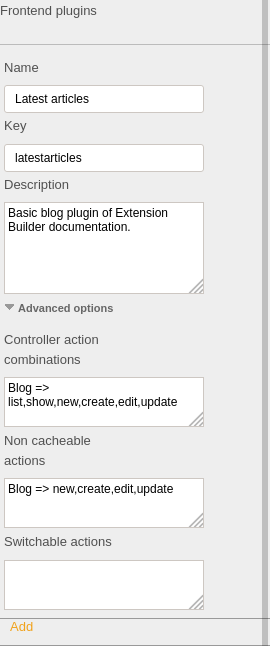 Frontend plugins
Name
Latest articles
Key
latestarticles
Description
Basic blog plugin of Extension
Builder documentation.
Advanced options
Controller action
combinations
Blog =>
list,show,new,create,edit,update
Non cacheable
actions
Blog => new,create,edit,update
Switchable actions
Add